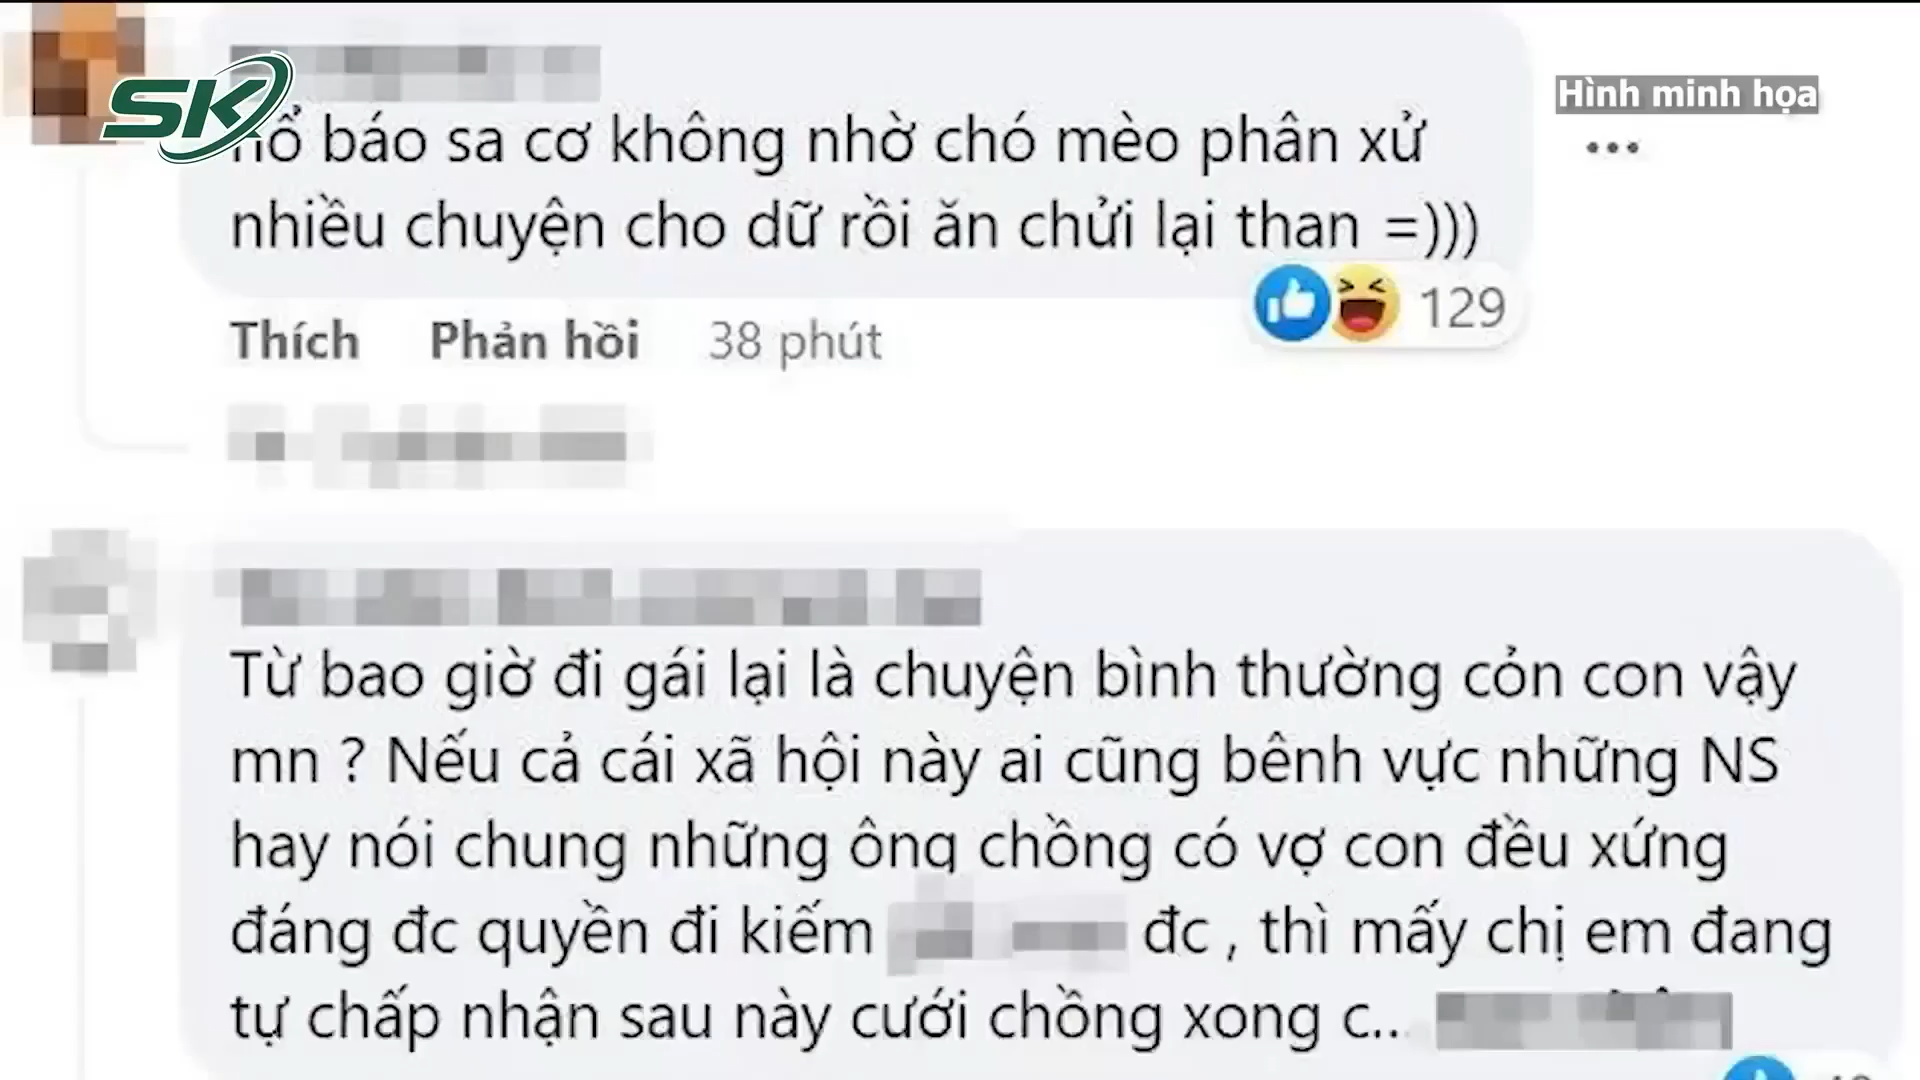 SK
Hình minh họa
hổ báo sa cơ không nhờ chó mèo phân xử
nhiều chuyện cho dữ rồi ăn chửi lại than =)))
129
Thích Phản hồi 38 phút
Từ bao giờ đi gái lại là chuyện bình thường cỏn con vậy
mn ? Nếu cả cái xã hội này ai cũng bênh vực những NS
hay nói chung những ông chồng có vợ con đều xứng
đáng đc quyền đi kiếm đc , thì mấy chị em đang
tự chấp nhận sau này cưới chồng xong c...